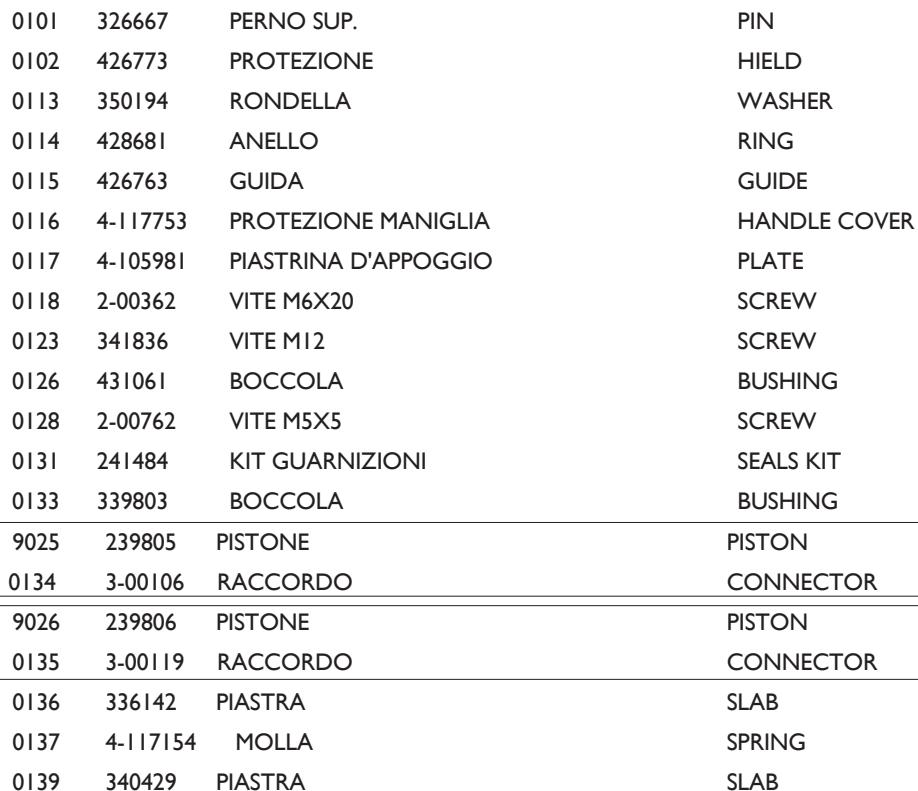 0101 326667 PERNO SUP. PIN
0102 426773 PROTEZIONE HIELD
0113 350194 RONDELLA WASHER
0114 428681 ANELLO RING
0115 426763 GUIDA GUIDE
0116 4-117753 PROTEZIONE MANIGLIA HANDLE COVER
0117 4-105981 PIASTRINA D'APPOGGIO PLATE
0118 2-00362 VITE M6X20 SCREW
0123 341836 VITE M12 SCREW
0126 431061 BOCCOLA BUSHING
0128 2-00762 VITE M5X5 SCREW
0131 241484 KIT GUARNIZIONI SEALS KIT
0133 339803 BOCCOLA BUSHING
9025 239805 PISTONE PISTON
0134 3-00106 RACCORDO CONNECTOR
9026 239806 PISTONE PISTON
0135 3-00119 RACCORDO CONNECTOR
0136 336142 PIASTRA SLAB
0137 4-117154 MOLLA SPRING
0139 340429 PIASTRA SLAB